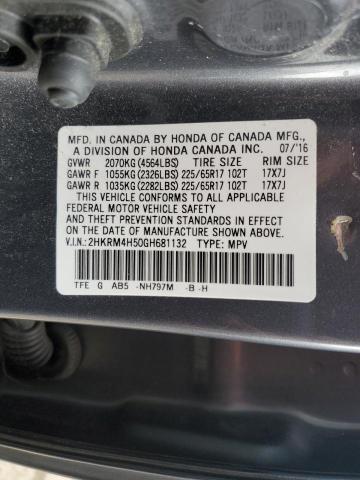 MFD. IN CANADA BY HONDA OF CANADA MFG.,
A DIVISION OF HONDA CANADA INC. 07/'16
GVWR 2070KG (4564LBS) TIRE SIZE RIM SIZE
GAWR F 1055KG (2326LBS) 225/65R17 102T 17X7J
GAWR R 1035KG (2282LBS) 225/65R17 102T 17X7J
THIS VEHICLE CONFORMS TO ALL APPLICABLE
FEDERAL MOTOR VEHICLE SAFETY
AND THEFT PREVENTION STANDARDS IN EFFECT
ON THE DATE OF MANUFACTURE SHOWN ABOVE.
V.I.N.: 2HKRM4H50GH681132 TYPE: MPV
TFE G AB5 -NH797M -B -H